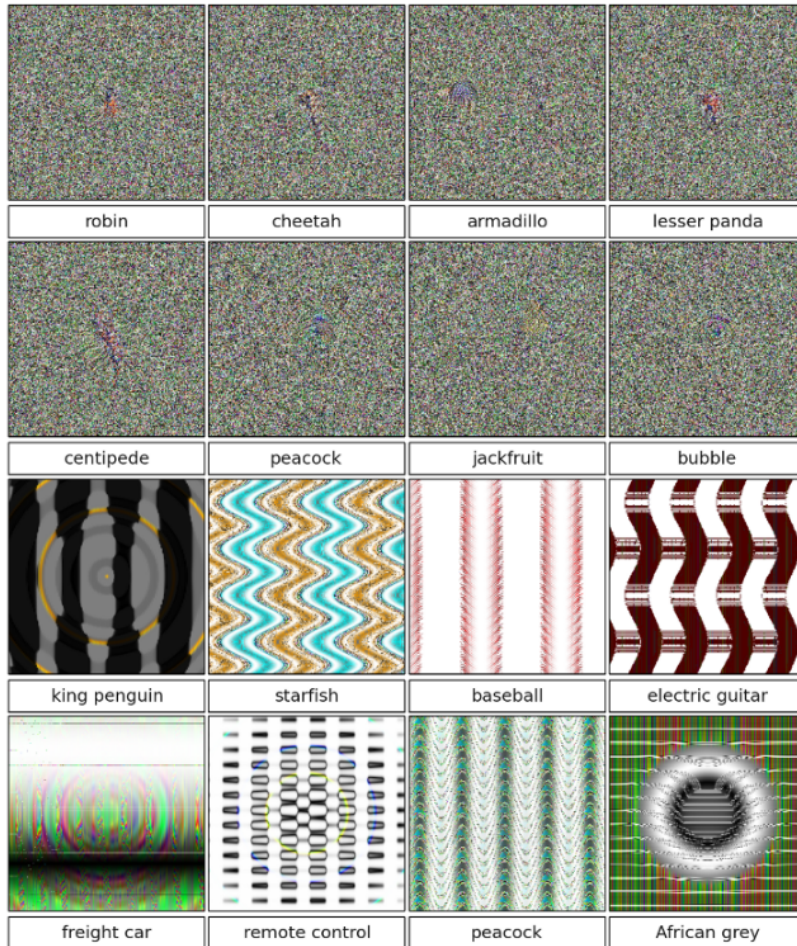 robin cheetah armadillo lesser panda
centipede peacock jackfruit bubble
king penguin starfish baseball electric guitar
freight car remote control peacock African grey